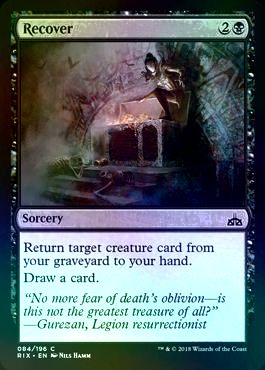 Recover 2
Sorcery
Return target creature card from
your graveyard to your hand.
Draw a card.
“No more fear of death’s oblivion—is
this not the greatest treasure of all?”
—Gurezan, Legion resurrectionist
084/196 C
RIX • EN NILS HAMM
™ & © 2018 Wizards of the Coast